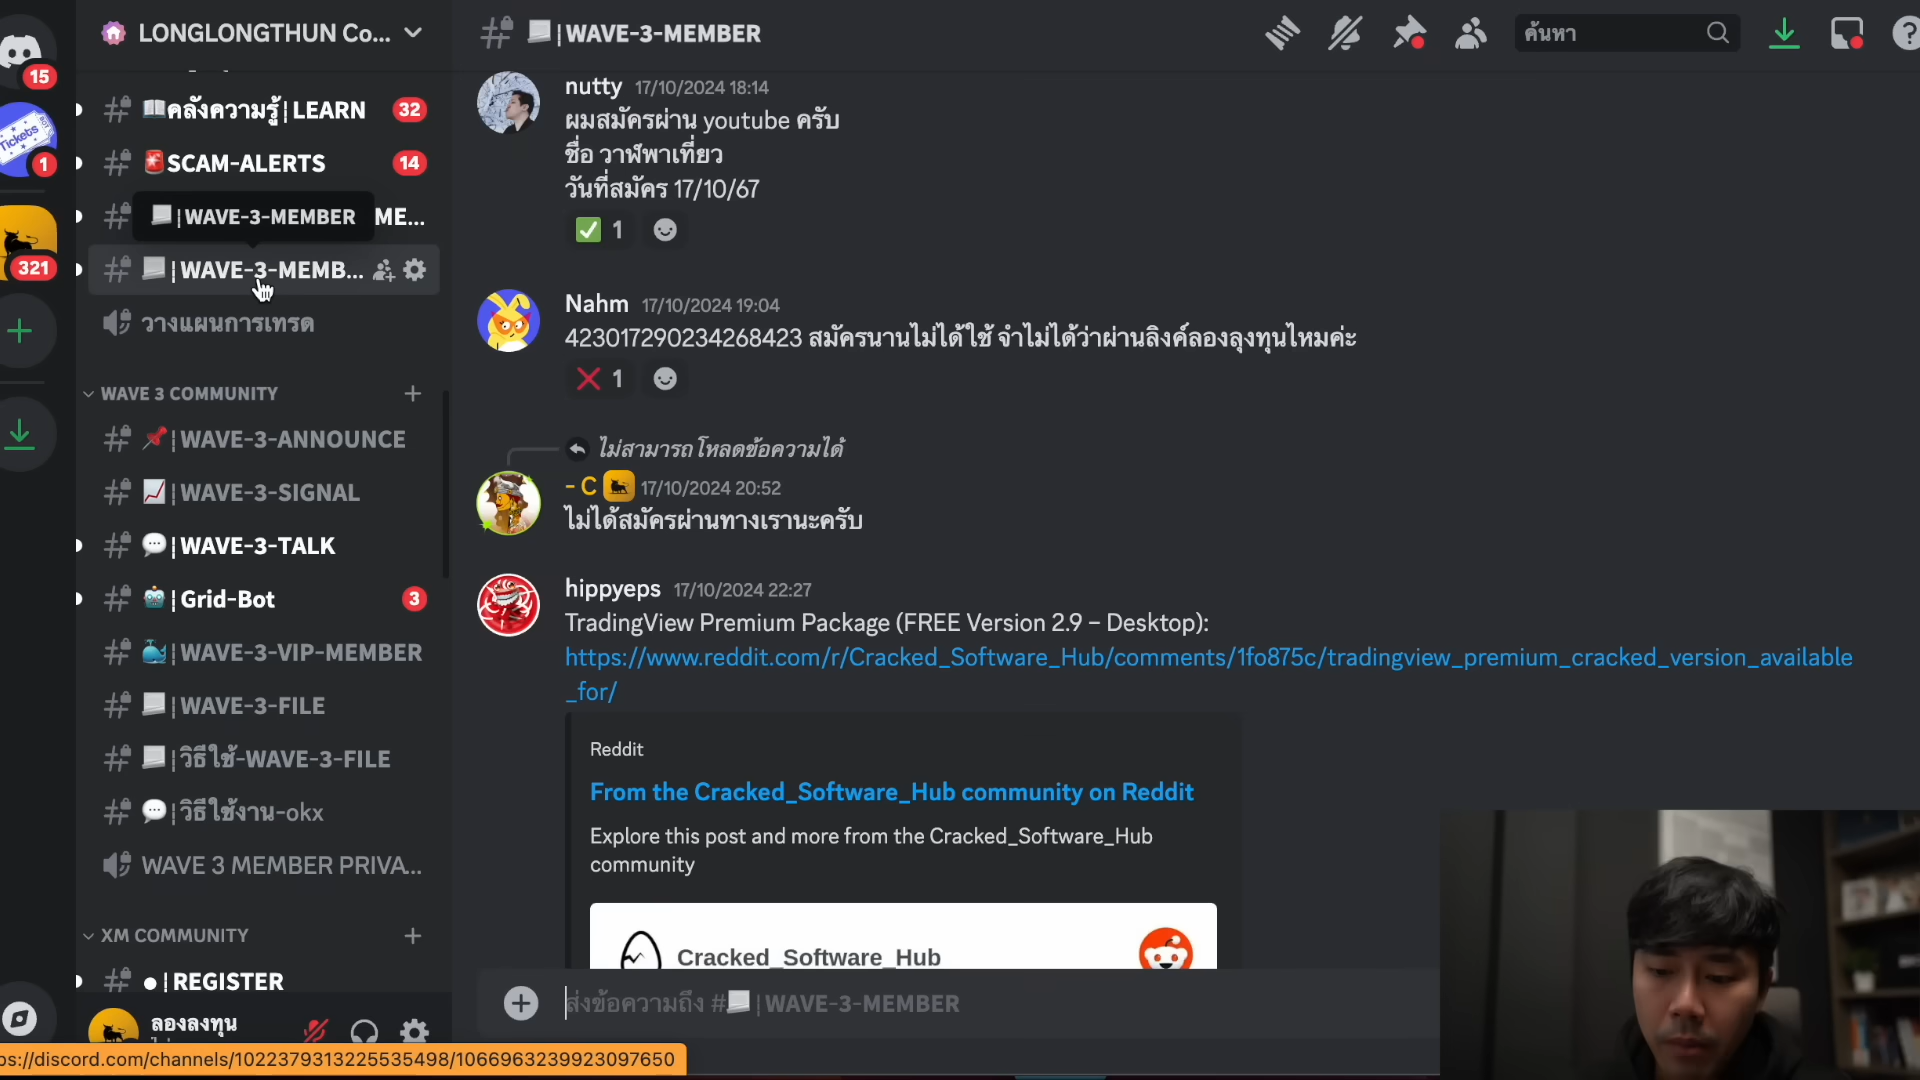 LONGLONGTHUN Co...
|WAVE-3-MEMBER
ค้นหา
15
คลังความรู้|LEARN
32
Tickets
1
SCAM-ALERTS
14
|WAVE-3-MEMBER
ME...
321
|WAVE-3-MEMB...
วางแผนการเทรด
WAVE 3 COMMUNITY
|WAVE-3-ANNOUNCE
|WAVE-3-SIGNAL
|WAVE-3-TALK
|Grid-Bot
3
|WAVE-3-VIP-MEMBER
|WAVE-3-FILE
|วิธีใช้-WAVE-3-FILE
|วิธีใช้งาน-okx
WAVE 3 MEMBER PRIVA...
XM COMMUNITY
|REGISTER
ลองลงทุน
nutty 17/10/2024 18:14
ผมสมัครผ่าน youtube ครับ
ชื่อ วาฬพาเที่ยว
วันที่สมัคร 17/10/67
1
Nahm 17/10/2024 19:04
423017290234268423 สมัครนานไม่ได้ใช้ จำไม่ได้ว่าผ่านลิงค์ลองลุงทุนไหมค่ะ
1
ไม่สามารถโหลดข้อความได้
- C 17/10/2024 20:52
ไม่ได้สมัครผ่านทางเรานะครับ
hippyeps 17/10/2024 22:27
TradingView Premium Package (FREE Version 2.9 – Desktop):
https://www.reddit.com/r/Cracked_Software_Hub/comments/1fo875c/tradingview_premium_cracked_version_available
_for/
Reddit
From the Cracked_Software_Hub community on Reddit
Explore this post and more from the Cracked_Software_Hub
community
Cracked_Software_Hub
ส่งข้อความถึง #|WAVE-3-MEMBER
ps://discord.com/channels/1022379313225535498/1066963239923097650